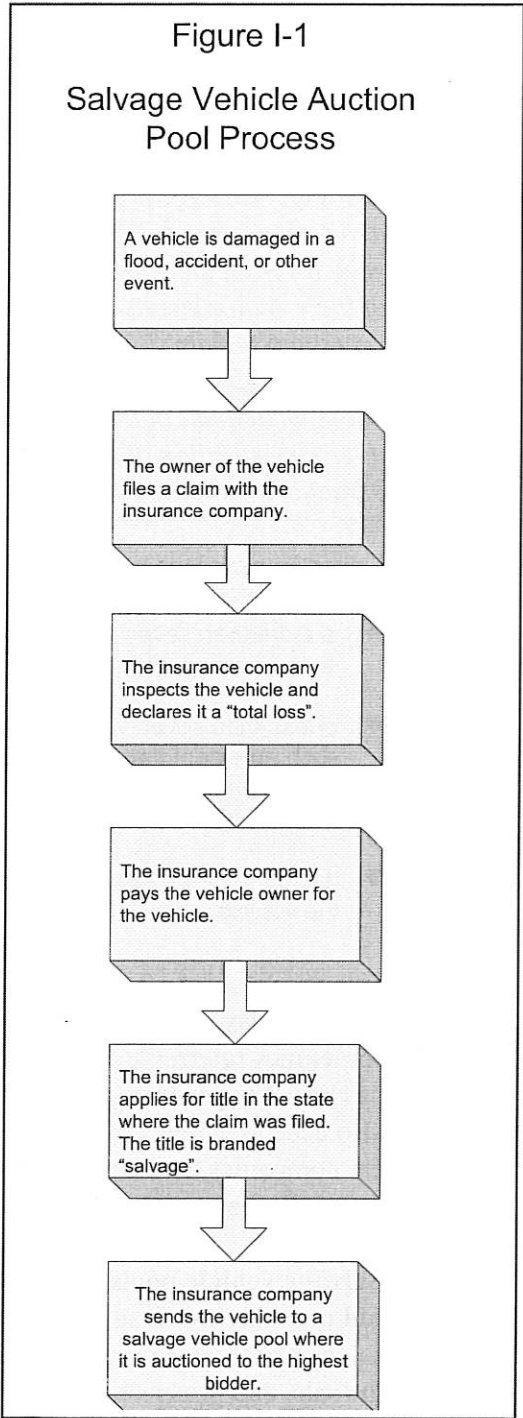 Figure I-1
Salvage Vehicle Auction
Pool Process
A vehicle is damaged in a
flood, accident, or other
event.
The owner of the vehicle
files a claim with the
insurance company.
The insurance company
inspects the vehicle and
declares it a “total loss”.
The insurance company
pays the vehicle owner for
the vehicle.
The insurance company
applies for title in the state
where the claim was filed.
The title is branded
“salvage”.
The insurance company
sends the vehicle to a
salvage vehicle pool where
it is auctioned to the highest
bidder.